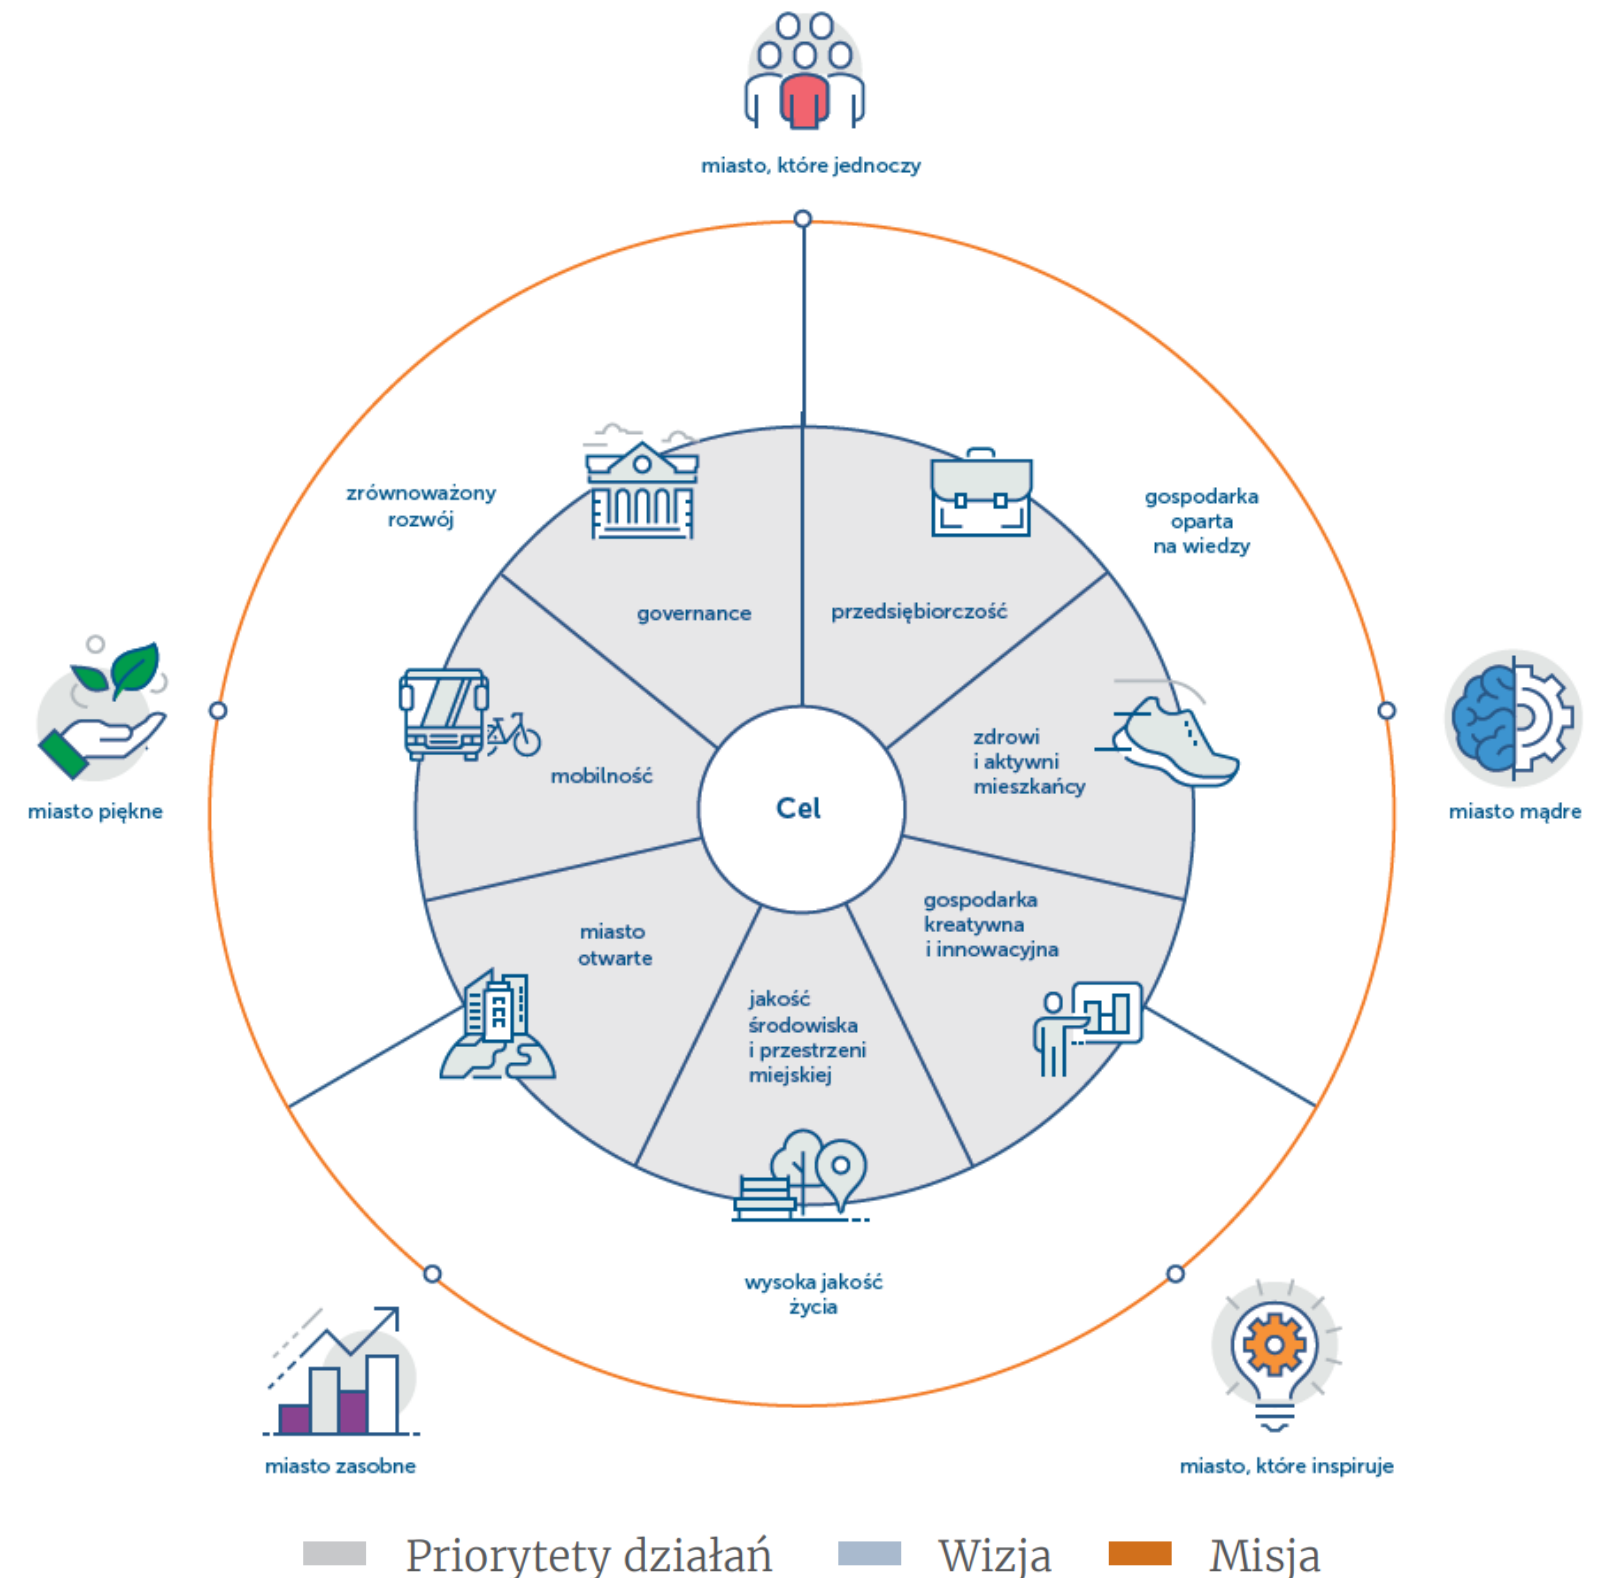 miasto, które jednoczy
zrównoważony
rozwój
gospodarka
oparta
na wiedzy
governance
przedsiębiorczość
mobilność
zdrowi
i aktywni
mieszkańcy
Cel
miasto piękne
miasto mądre
miasto
otwarte
gospodarka
kreatywna
i innowacyjna
jakość
środowiska
i przestrzeni
miejskiej
wysoka jakość
życia
miasto zasobne
miasto, które inspiruje
Priorytety działań
Wizja
Misja